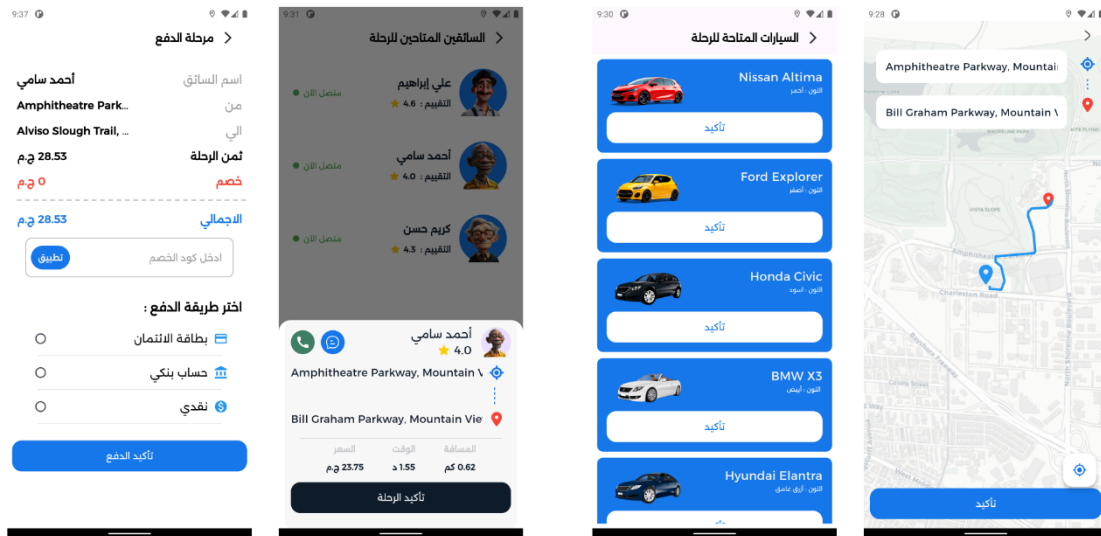 9:37
مرحلة الدفع
اسم السائق
أحمد سامي
من
Amphitheatre Park...
الي
Alviso Slough Trail, ...
ثمن الرحلة
28.53 ج.م
خصم
0 ج.م
الاجمالي
28.53 ج.م
ادخل كود الخصم
تطبيق
اختر طريقة الدفع :
بطاقة الائتمان
حساب بنكي
نقدي
تأكيد الدفع
9:31
السائقين المتاحين للرحلة
علي إبراهيم
التقييم : 4.6
متصل الآن
أحمد سامي
التقييم : 4.0
متصل الآن
كريم حسن
التقييم : 4.3
متصل الآن
أحمد سامي
4.0
Amphitheatre Parkway, Mountain
Bill Graham Parkway, Mountain Vie
المسافة
الوقت
السعر
0.62 كم
1.55 د
23.75 ج.م
تأكيد الرحلة
9:30
السيارات المتاحة للرحلة
Nissan Altima
اللون : أحمر
تأكيد
Ford Explorer
اللون : أصفر
تأكيد
Honda Civic
اللون : اسود
تأكيد
BMW X3
اللون : أبيض
تأكيد
Hyundai Elantra
اللون : أزرق غامق
9:28
Amphitheatre Parkway, Mountai
Bill Graham Parkway, Mountain
VISTA SLOPE
Charleston Road
Bayshore Freeway
تأكيد